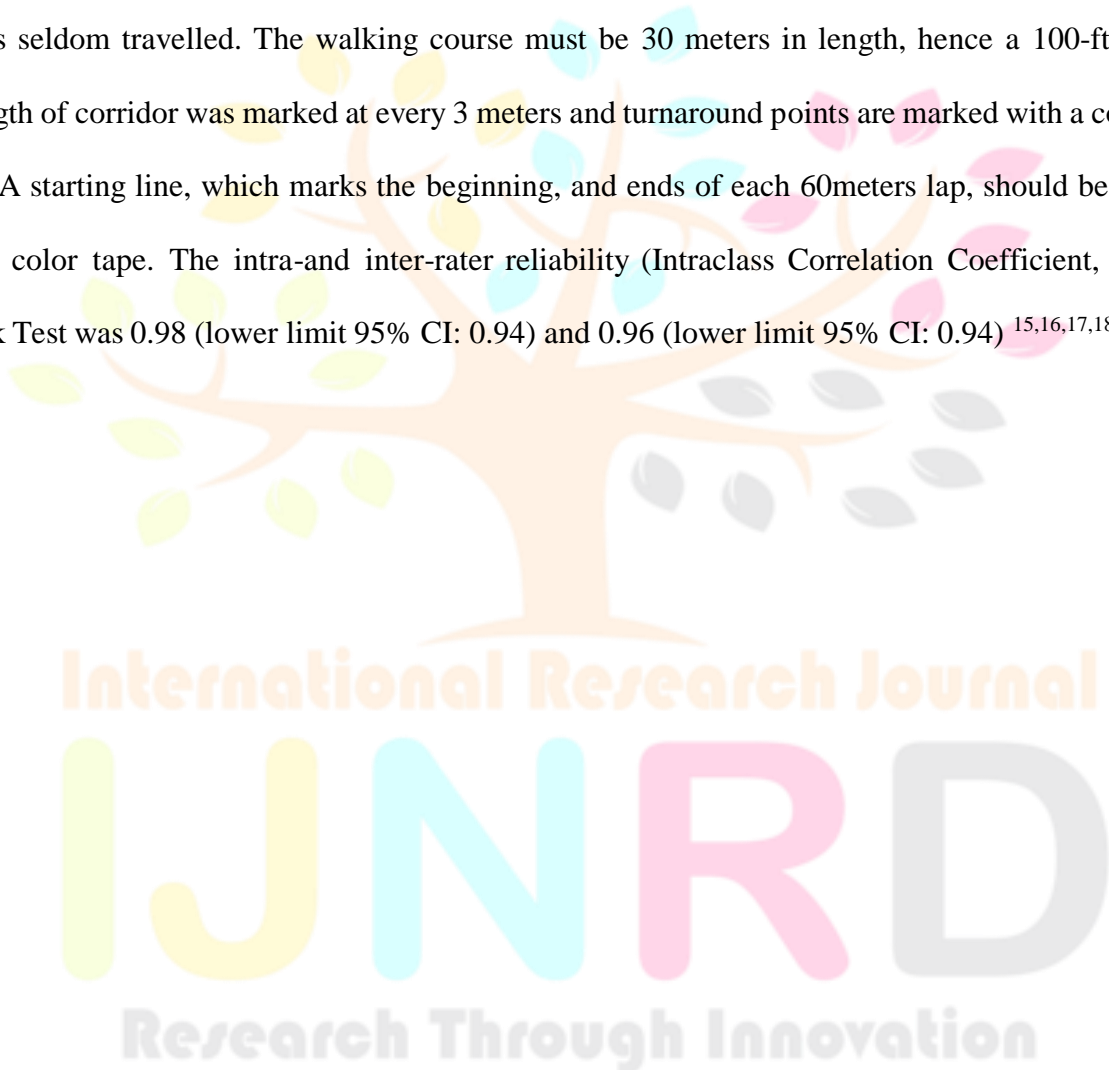 s seldom travelled. The walking course must be 30 meters in length, hence a 100-ft
gth of corridor was marked at every 3 meters and turnaround points are marked with a co
A starting line, which marks the beginning, and ends of each 60meters lap, should be
color tape. The intra-and inter-rater reliability (Intraclass Correlation Coefficient,
k Test was 0.98 (lower limit 95% CI: 0.94) and 0.96 (lower limit 95% CI: 0.94) 15,16,17,18
International Research Journal
IJNRD
Research Through Innovation